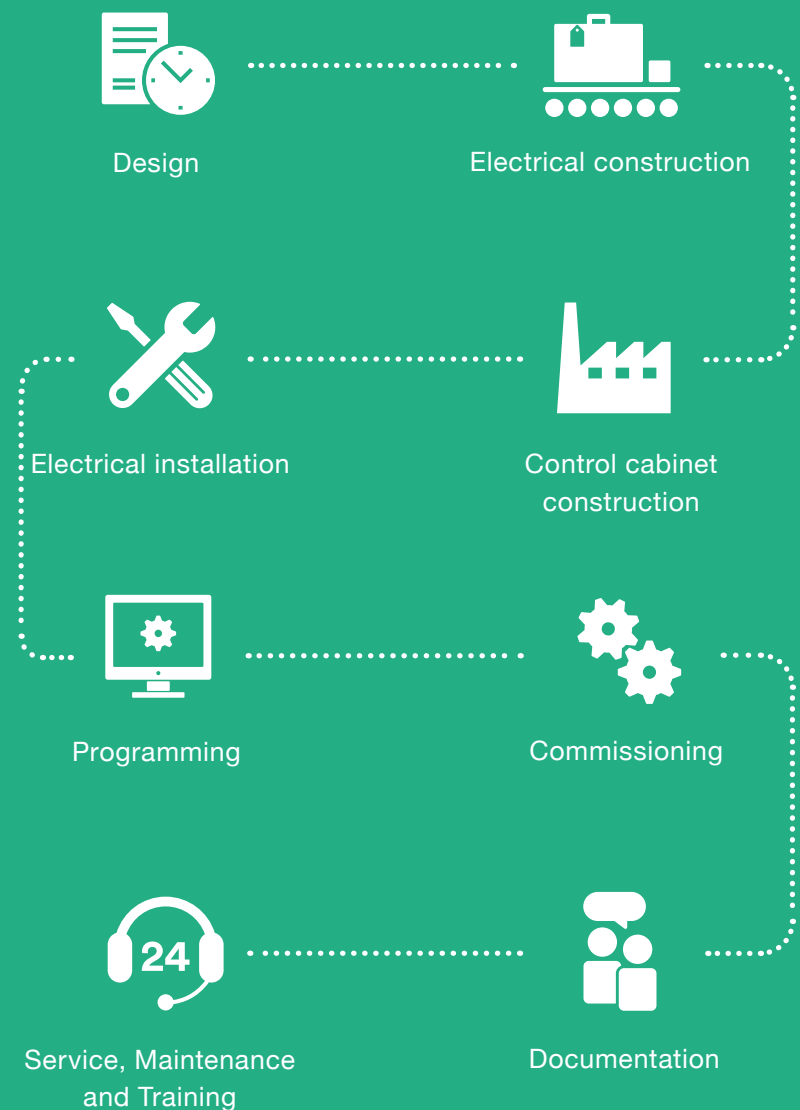 Design
Electrical construction
Electrical installation
Control cabinet
construction
Programming
Commissioning
24
Service, Maintenance
and Training
Documentation